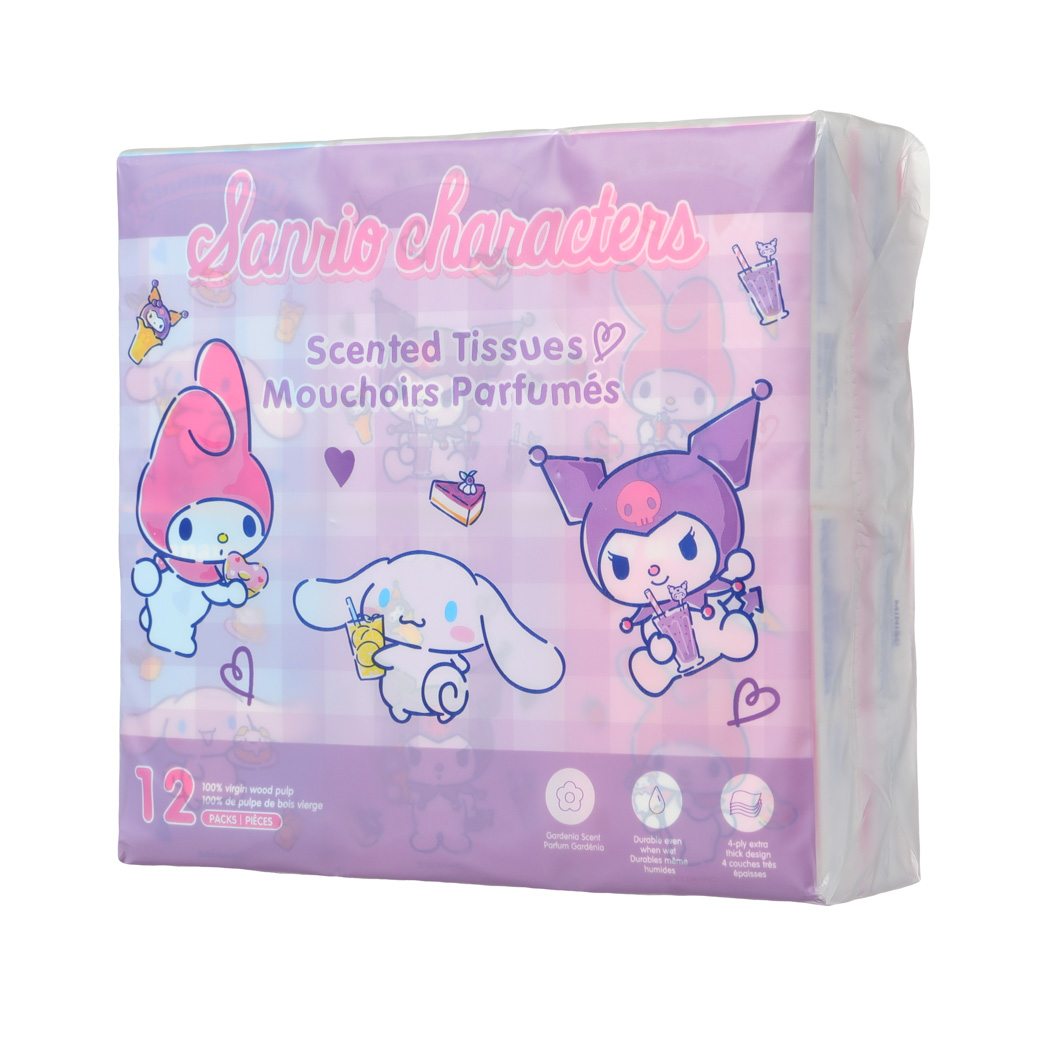 Sanrio characters
Scented Tissues
Mouchoirs Parfumés
12
100% virgin wood pulp
100% de pulpe de bois vierge
PACKS | PIÈCES
Gardenia Scent
Parfum Gardénia
Durable even
when wet
Durables même
humides
4-ply extra
thick design
4 couches très
épaisses